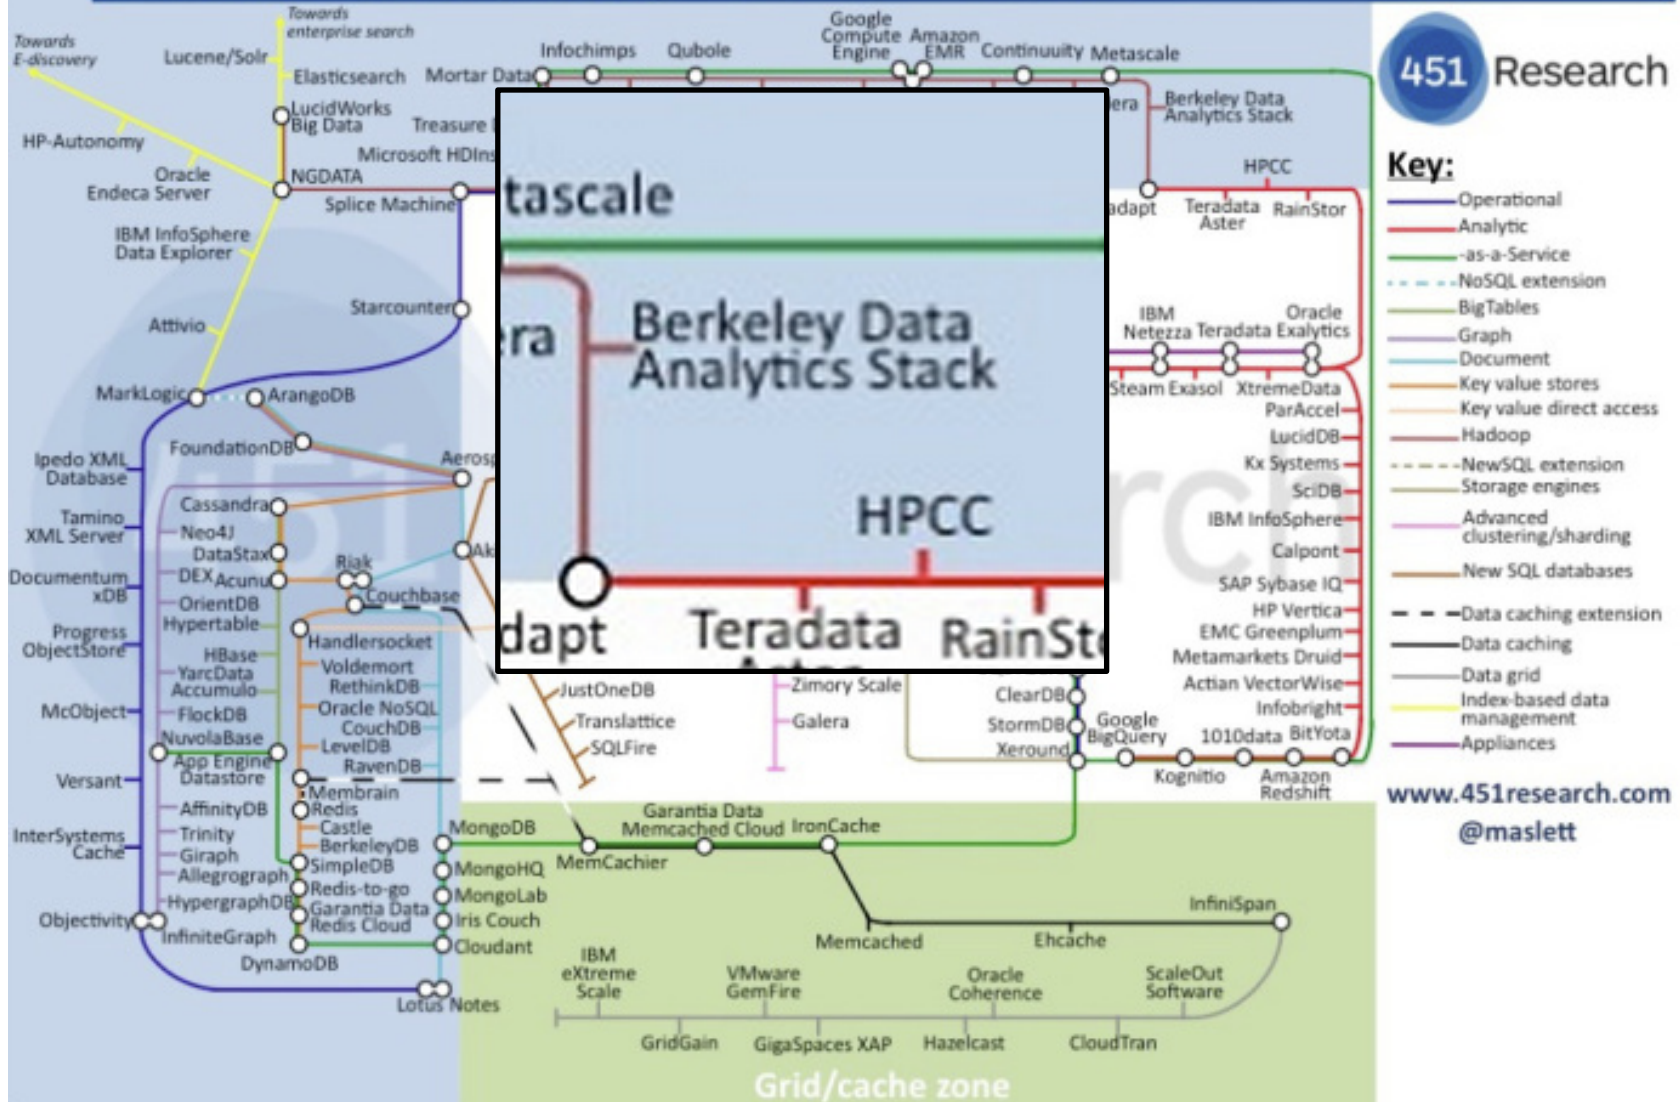 Towards
E-discovery
Towards
enterprise search
Lucene/Solr
Elasticsearch
LucidWorks
Big Data
HP-Autonomy
Oracle
Endeca Server
NGDATA
Splice Machine
IBM InfoSphere
Data Explorer
Starcounter
Attivio
MarkLogic
ArangoDB
FoundationDB
Mortar Data
Infochimps
Qubole
Google
Compute
Engine
Amazon
EMR
Continuuity
Metascale
Treasure
Microsoft
era
Berkeley Data
Analytics Stack
HPCC
adapt
Teradata
Aster
RainStor
tascale
era
Berkeley Data
Analytics Stack
HPCC
dapt
Teradata
IBM
Netezza
Teradata
Oracle
Exalytics
Steam
Exasol
XtremeData
ParAccel
LucidDB
Kx Systems
SciDB
IBM InfoSphere
Calpont
SAP Sybase IQ
HP Vertica
EMC Greenplum
Metamarkets Druid
Actian VectorWise
Infobright
BitYota
1010data
Google
BigQuery
Kognitio
Amazon
Redshift
ClearDB
StormDB
Xeround
Zimory Scale
Galera
JustOneDB
Translattice
SQLFire
Ipedo XML
Database
Tamino
XML Server
Documentum
xDB
Progress
ObjectStore
McObject
Versant
InterSystems
Cache
Objectivity
Cassandra
Neo4J
DataStax
DEX
Acunu
OrientDB
Hypertable
HBase
YarcData
Accumulo
FlockDB
NuvolaBase
App Engine
Datastore
AffinityDB
Trinity
Giraph
Allegrograph
HypergraphDB
InfiniteGraph
DynamoDB
Riak
Couchbase
Handlersocket
Voldemort
RethinkDB
Oracle NoSQL
CouchDB
LevelDB
RavenDB
Membrain
Redis
Castle
BerkeleyDB
SimpleDB
Redis-to-go
Garantia Data
Redis Cloud
MongoDB
MongoHQ
MongoLab
Iris Couch
Cloudant
Lotus Notes
Garantia Data
Memcached Cloud
IronCache
MemCachier
Memcached
Ehcache
InfiniSpan
IBM
eXtreme
Scale
VMware
GemFire
Oracle
Coherence
ScaleOut
Software
GridGain
GigaSpaces XAP
Hazelcast
CloudTran
Grid/cache zone
451 Research
Key:
Operational
Analytic
-as-a-Service
NoSQL extension
BigTables
Graph
Document
Key value stores
Key value direct access
Hadoop
NewSQL extension
Storage engines
Advanced
clustering/sharding
New SQL databases
Data caching extension
Data caching
Data grid
Index-based data
management
Appliances
www.451research.com
@maslett